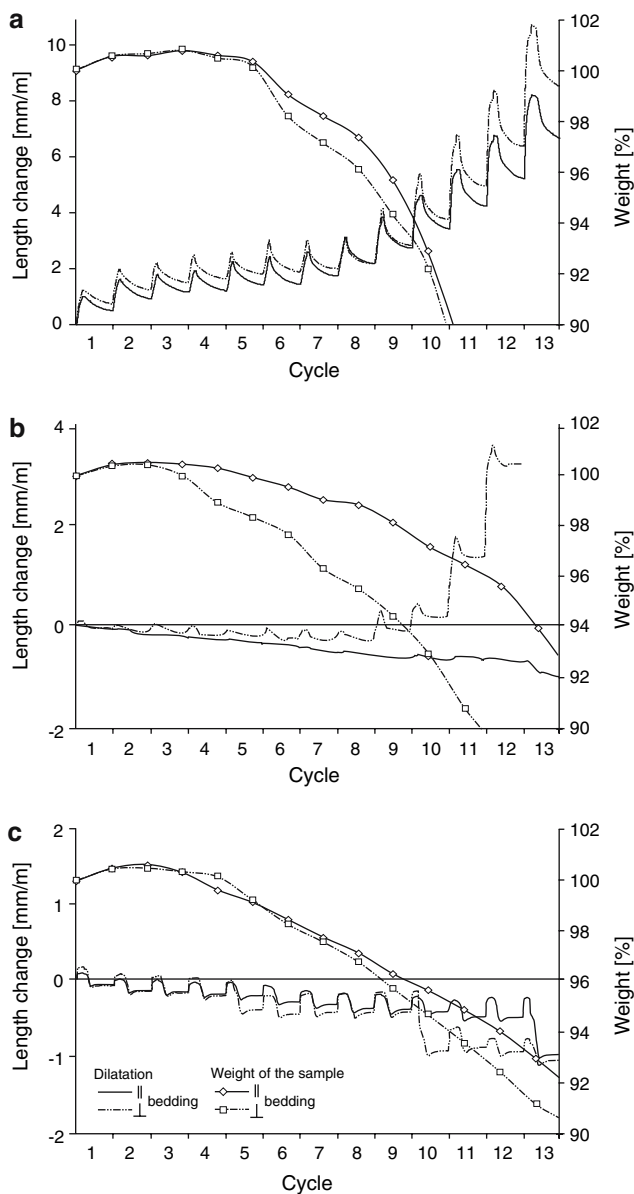 a
Length change [mm/m]
10
8
6
4
2
0
102
100
98
96
94
92
90
Weight [%]
1 2 3 4 5 6 7 8 9 10 11 12 13
Cycle
b
Length change [mm/m]
4
2
0
-2
102
100
98
96
94
92
90
Weight [%]
1 2 3 4 5 6 7 8 9 10 11 12 13
Cycle
c
Length change [mm/m]
2
1
0
-1
-2
102
100
98
96
95
94
92
90
Weight [%]
Dilatation
|| bedding
⊥
Weight of the sample
|| bedding
⊥
1 2 3 4 5 6 7 8 9 10 11 12 13
Cycle